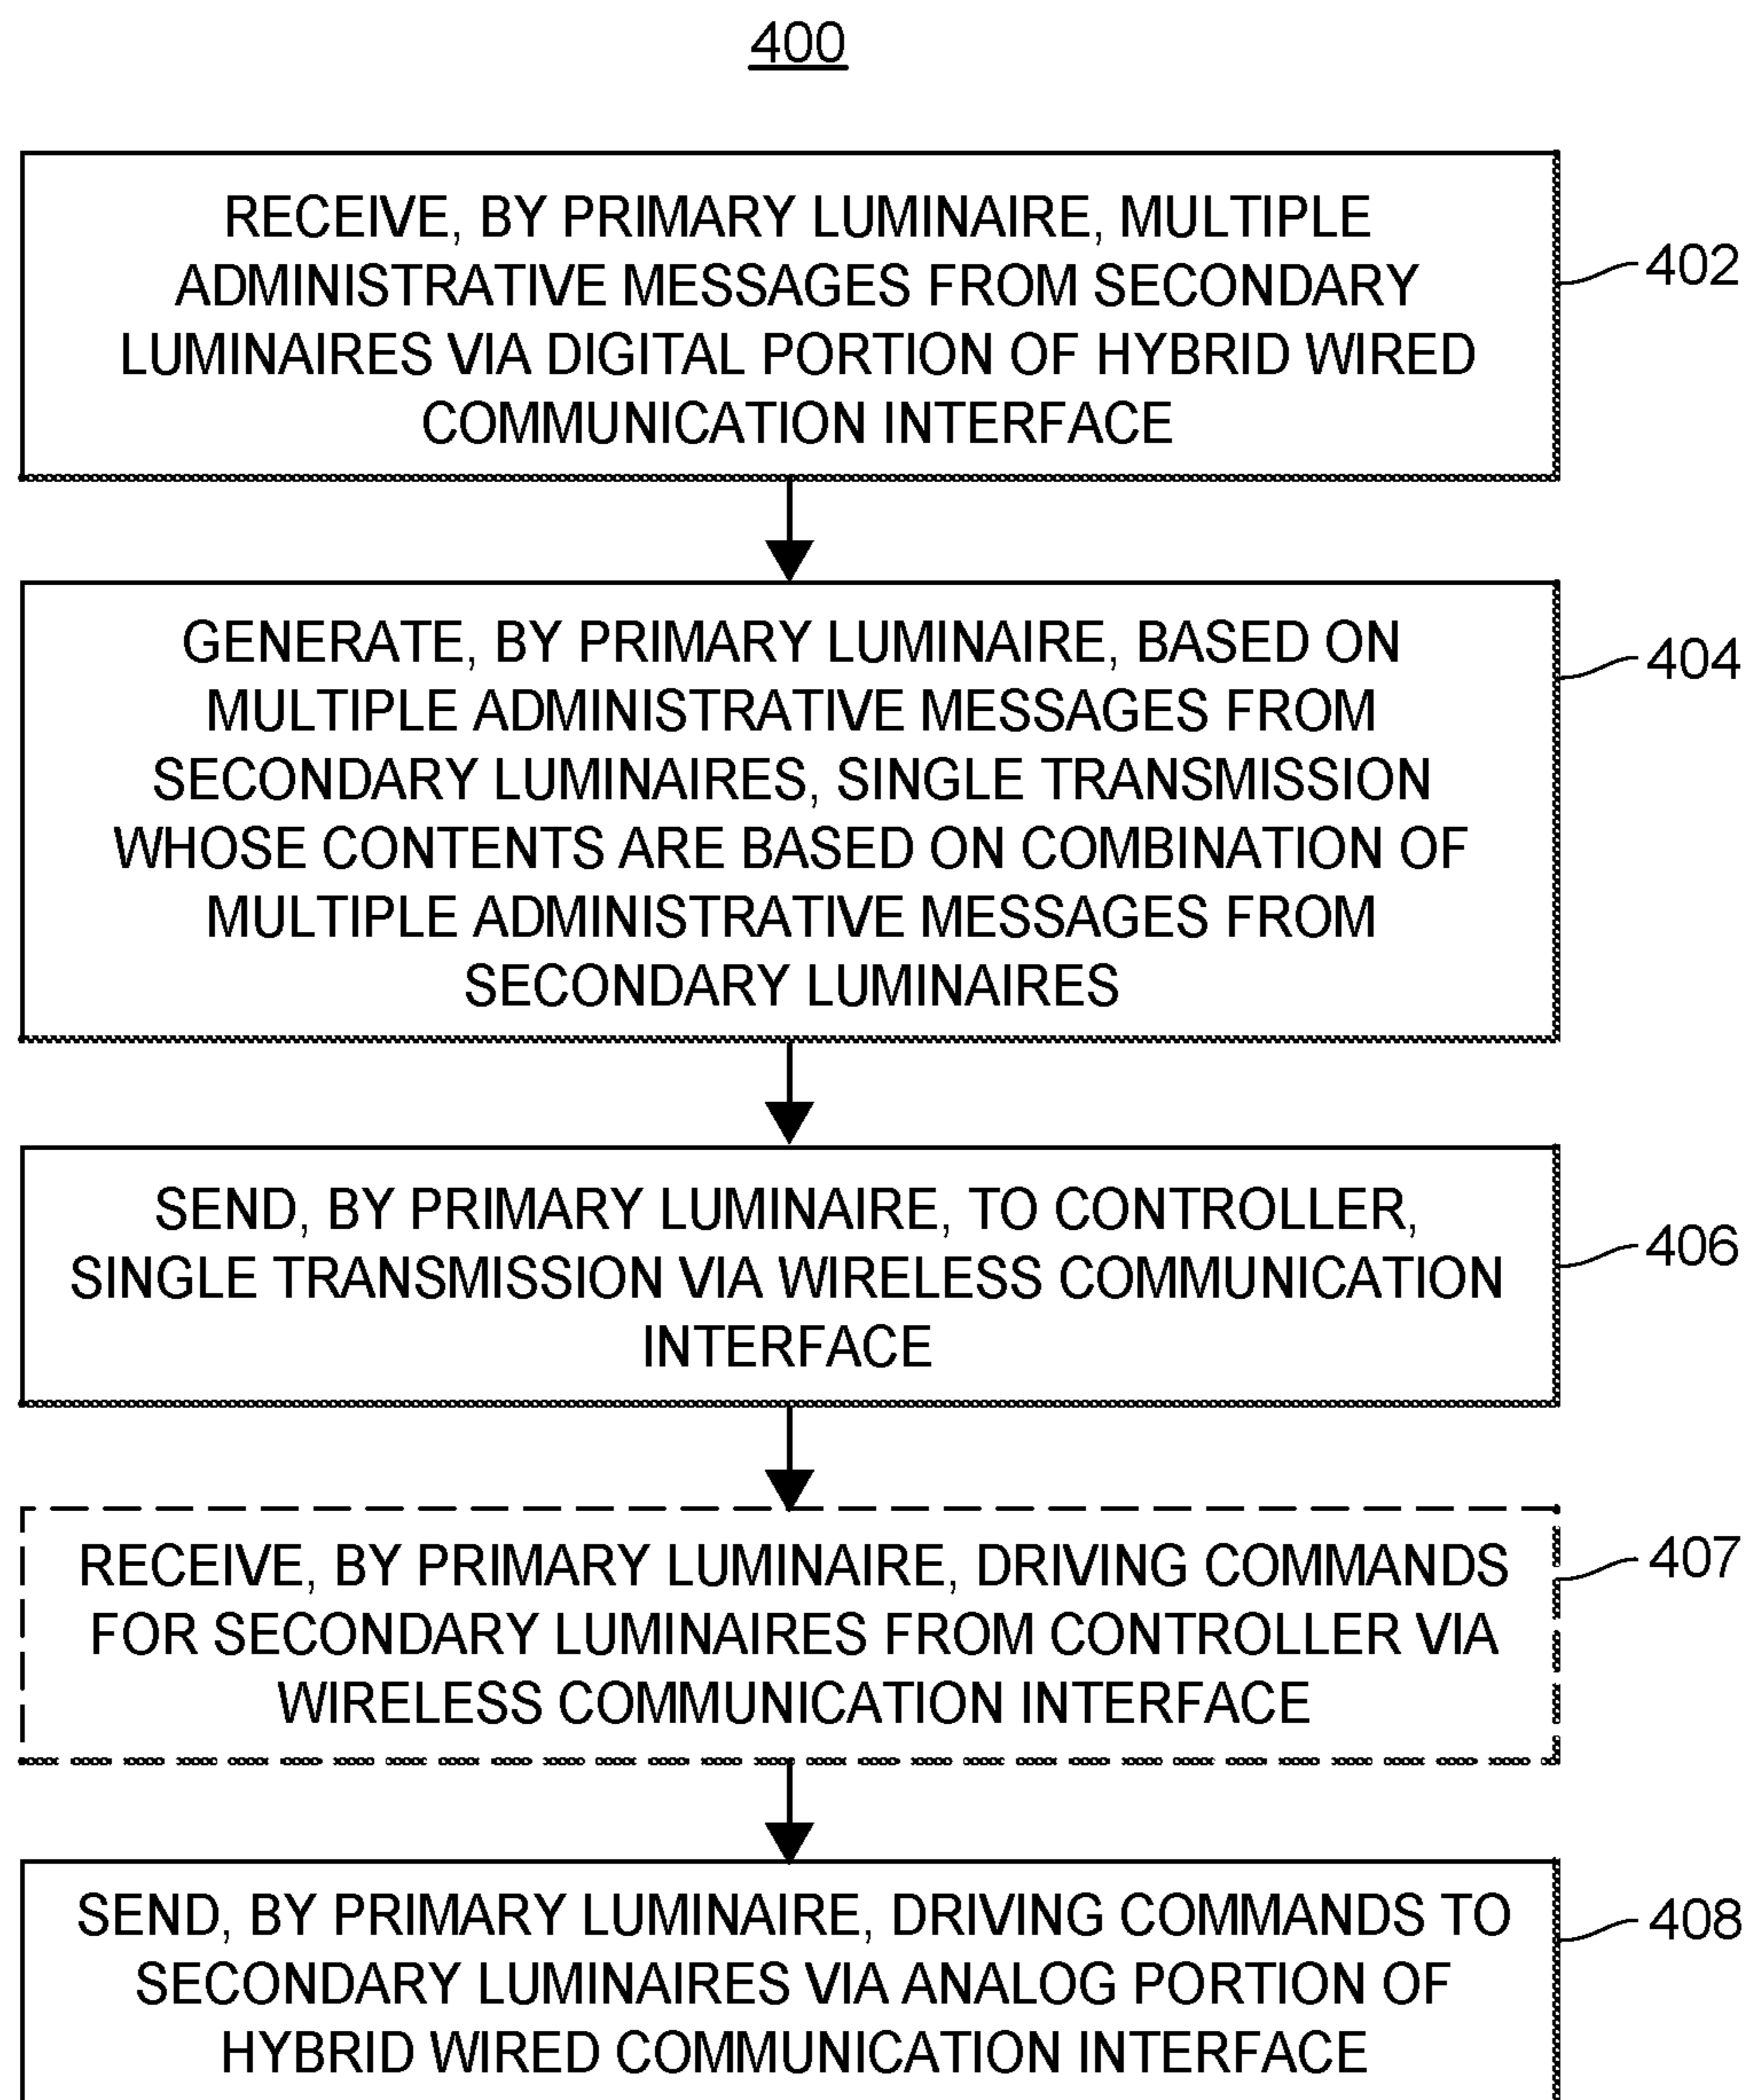 400
RECEIVE, BY PRIMARY LUMINAIRE, MULTIPLE
ADMINISTRATIVE MESSAGES FROM SECONDARY
LUMINAIRES VIA DIGITAL PORTION OF HYBRID WIRED
COMMUNICATION INTERFACE
402
GENERATE, BY PRIMARY LUMINAIRE, BASED ON
MULTIPLE ADMINISTRATIVE MESSAGES FROM
SECONDARY LUMINAIRES, SINGLE TRANSMISSION
WHOSE CONTENTS ARE BASED ON COMBINATION OF
MULTIPLE ADMINISTRATIVE MESSAGES FROM
SECONDARY LUMINAIRES
404
SEND, BY PRIMARY LUMINAIRE, TO CONTROLLER,
SINGLE TRANSMISSION VIA WIRELESS COMMUNICATION
INTERFACE
406
RECEIVE, BY PRIMARY LUMINAIRE, DRIVING COMMANDS
FOR SECONDARY LUMINAIRES FROM CONTROLLER VIA
WIRELESS COMMUNICATION INTERFACE
407
SEND, BY PRIMARY LUMINAIRE, DRIVING COMMANDS TO
SECONDARY LUMINAIRES VIA ANALOG PORTION OF
HYBRID WIRED COMMUNICATION INTERFACE
408